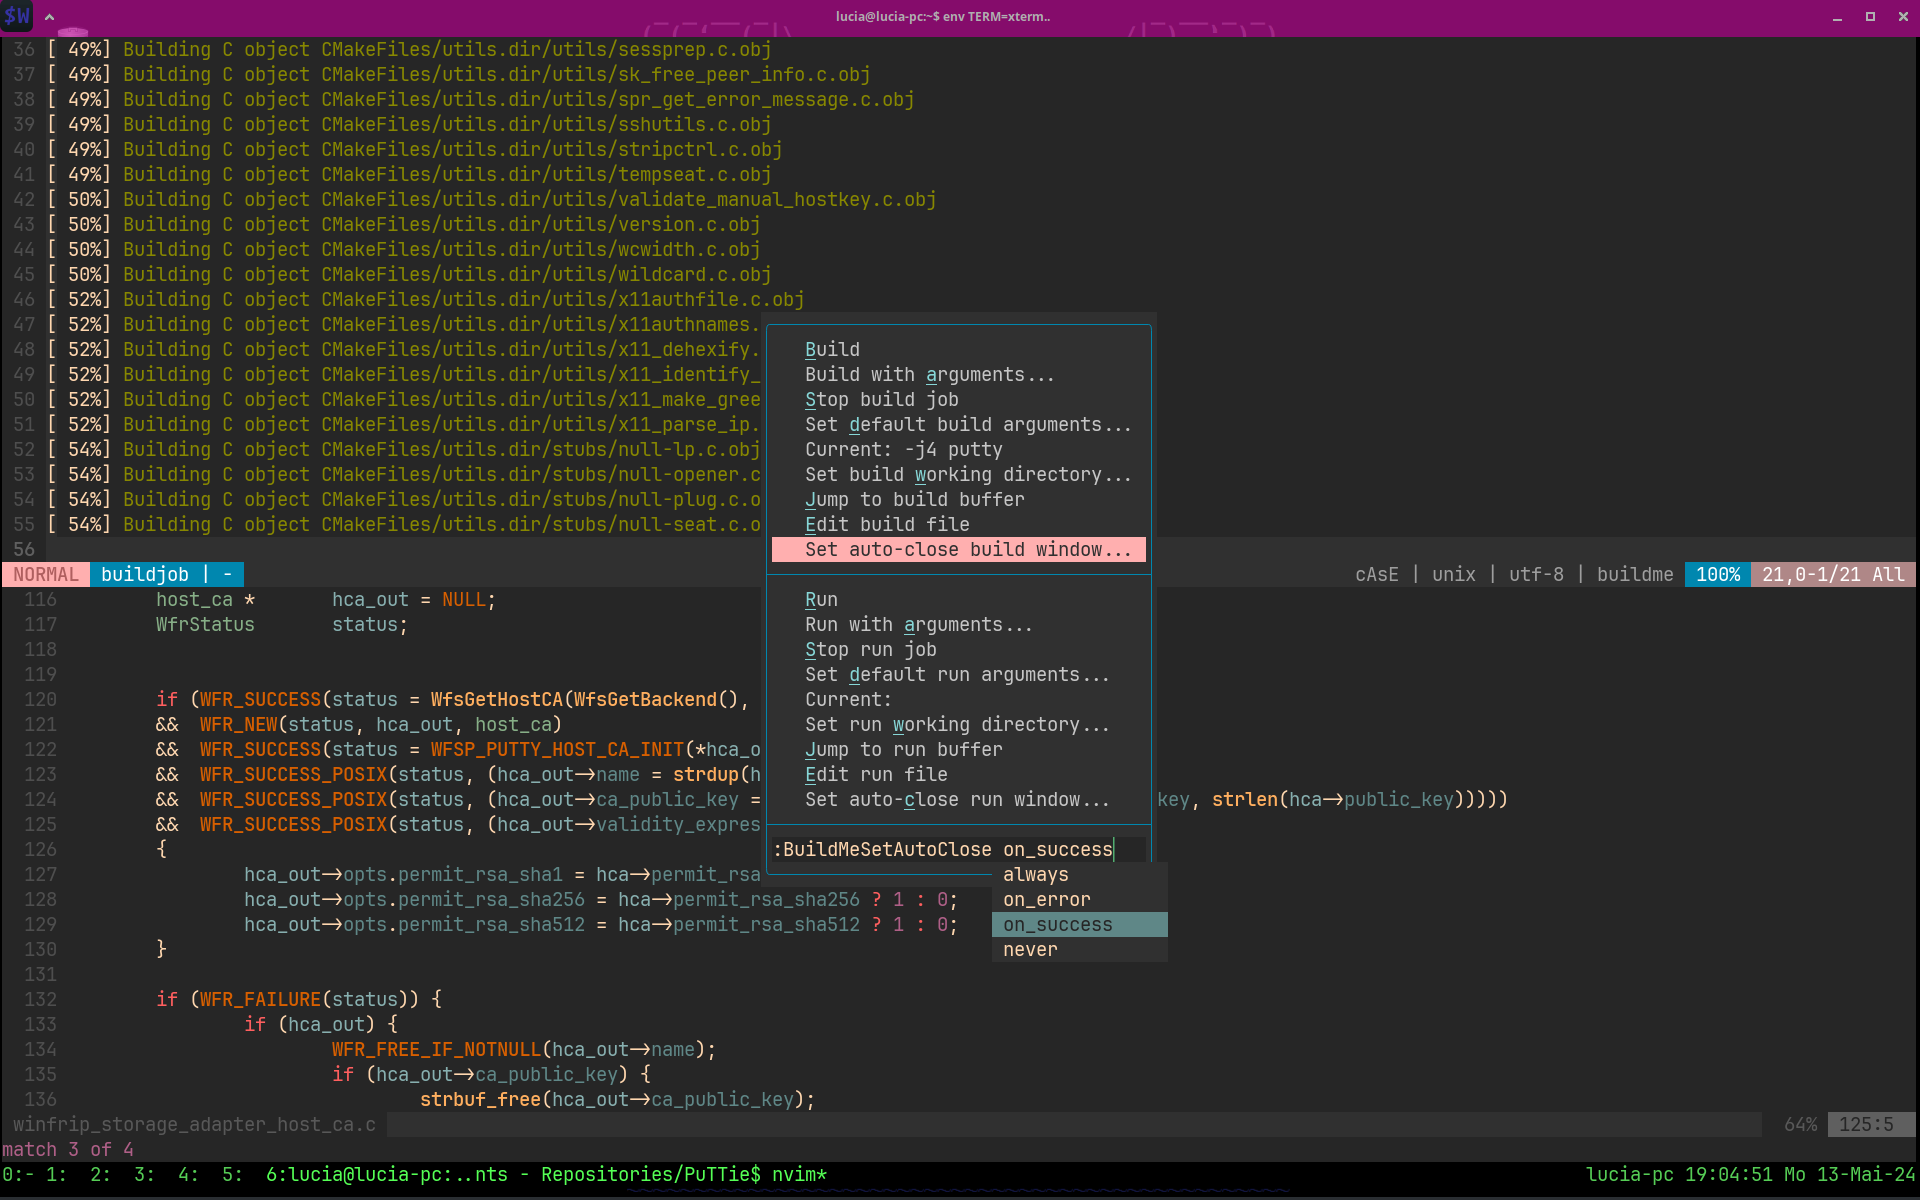 $W
lucia@lucia-pc:~$ env TERM=xterm..
36 [ 49%] Building C object CMakeFiles/utils.dir/utils/sessprep.c.obj
37 [ 49%] Building C object CMakeFiles/utils.dir/utils/sk_free_peer_info.c.obj
38 [ 49%] Building C object CMakeFiles/utils.dir/utils/spr_get_error_message.c.obj
39 [ 49%] Building C object CMakeFiles/utils.dir/utils/sshutils.c.obj
40 [ 49%] Building C object CMakeFiles/utils.dir/utils/stripctrl.c.obj
41 [ 49%] Building C object CMakeFiles/utils.dir/utils/tempseat.c.obj
42 [ 50%] Building C object CMakeFiles/utils.dir/utils/validate_manual_hostkey.c.obj
43 [ 50%] Building C object CMakeFiles/utils.dir/utils/version.c.obj
44 [ 50%] Building C object CMakeFiles/utils.dir/utils/wcwidth.c.obj
45 [ 50%] Building C object CMakeFiles/utils.dir/utils/wildcard.c.obj
46 [ 52%] Building C object CMakeFiles/utils.dir/utils/x11authfile.c.obj
47 [ 52%] Building C object CMakeFiles/utils.dir/utils/x11authnames.
48 [ 52%] Building C object CMakeFiles/utils.dir/utils/x11_dehexify.
49 [ 52%] Building C object CMakeFiles/utils.dir/utils/x11_identify_
50 [ 52%] Building C object CMakeFiles/utils.dir/utils/x11_make_gree
51 [ 52%] Building C object CMakeFiles/utils.dir/utils/x11_parse_ip.
52 [ 54%] Building C object CMakeFiles/utils.dir/stubs/null-lp.c.obj
53 [ 54%] Building C object CMakeFiles/utils.dir/stubs/null-opener.c
54 [ 54%] Building C object CMakeFiles/utils.dir/stubs/null-plug.c.o
55 [ 54%] Building C object CMakeFiles/utils.dir/stubs/null-seat.c.o
56
Build
Build with arguments...
Stop build job
Set default build arguments...
Current: -j4 putty
Set build working directory...
Jump to build buffer
Edit build file
Set auto-close build window...
Run
Run with arguments...
Stop run job
Set default run arguments...
Current:
Set run working directory...
Jump to run buffer
Edit run file
Set auto-close run window...
:BuildMeSetAutoClose on_success
always
on_error
on_success
never
NORMAL buildjob | - cAsE | unix | utf-8 | buildme 100% 21,0-1/21 All
116 host_ca * hca_out = NULL;
117 WfrStatus status;
118
119
120 if (WFR_SUCCESS(status = WfsGetHostCA(WfsGetBackend(),
121 && WFR_NEW(status, hca_out, host_ca)
122 && WFR_SUCCESS(status = WFSP_PUTTY_HOST_CA_INIT(*hca_o
123 && WFR_SUCCESS_POSIX(status, (hca_out->name = strdup(h
124 && WFR_SUCCESS_POSIX(status, (hca_out->ca_public_key = key, strlen(hca->public_key)))))
125 && WFR_SUCCESS_POSIX(status, (hca_out->validity_expres
126 {
127 hca_out->opts.permit_rsa_sha1 = hca->permit_rsa
128 hca_out->opts.permit_rsa_sha256 = hca->permit_rsa_sha256 ? 1 : 0;
129 hca_out->opts.permit_rsa_sha512 = hca->permit_rsa_sha512 ? 1 : 0;
130 }
131
132 if (WFR_FAILURE(status)) {
133 if (hca_out) {
134 WFR_FREE_IF_NOTNULL(hca_out->name);
135 if (hca_out->ca_public_key) {
136 strbuf_free(hca_out->ca_public_key);
winfrip_storage_adapter_host_ca.c 64% 125:5
match 3 of 4
0:- 1: 2: 3: 4: 5: 6:lucia@lucia-pc:..nts - Repositories/PuTTie$ nvim* lucia-pc 19:04:51 Mo 13-Mai-24